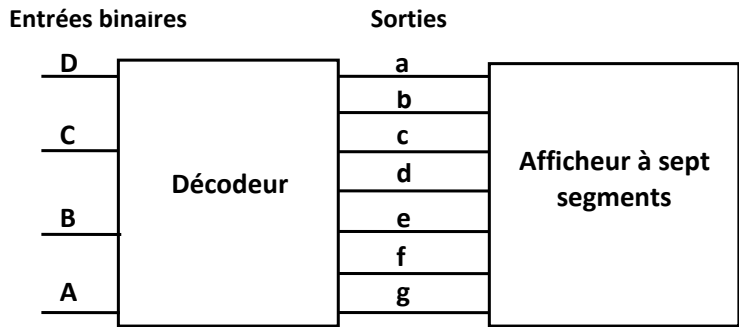 Entrées binaires
Sorties
D
C
B
A
Décodeur
a
b
c
d
e
f
g
Afficheur à sept
segments